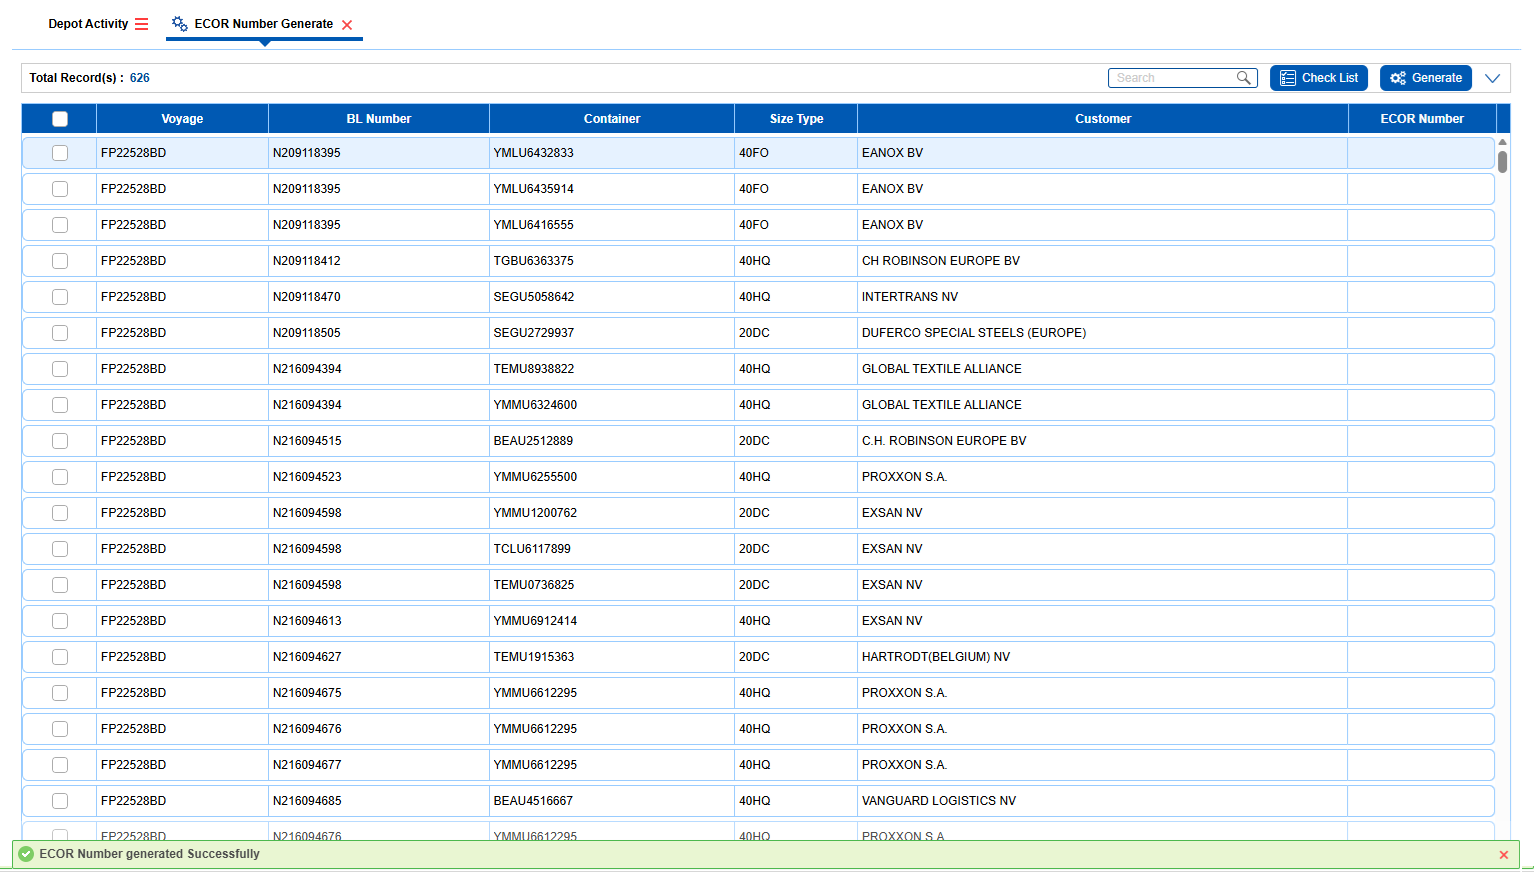 Depot Activity ECOR Number Generate
Total Record(s) : 626 Search Check List Generate
Voyage BL Number Container Size Type Customer ECOR Number
FP22528BD N209118395 YMLU6432833 40FO EANOX BV
FP22528BD N209118395 YMLU6435914 40FO EANOX BV
FP22528BD N209118395 YMLU6416555 40FO EANOX BV
FP22528BD N209118412 TGBU6363375 40HQ CH ROBINSON EUROPE BV
FP22528BD N209118470 SEGU5058642 40HQ INTERTRANS NV
FP22528BD N209118505 SEGU2729937 20DC DUFERCO SPECIAL STEELS (EUROPE)
FP22528BD N216094394 TEMU8938822 40HQ GLOBAL TEXTILE ALLIANCE
FP22528BD N216094394 YMMU6324600 40HQ GLOBAL TEXTILE ALLIANCE
FP22528BD N216094515 BEAU2512889 20DC C.H. ROBINSON EUROPE BV
FP22528BD N216094523 YMMU6255500 40HQ PROXXON S.A.
FP22528BD N216094598 YMMU1200762 20DC EXSAN NV
FP22528BD N216094598 TCLU6117899 20DC EXSAN NV
FP22528BD N216094598 TEMU0736825 20DC EXSAN NV
FP22528BD N216094613 YMMU6912414 40HQ EXSAN NV
FP22528BD N216094627 TEMU1915363 20DC HARTRODT(BELGIUM) NV
FP22528BD N216094675 YMMU6612295 40HQ PROXXON S.A.
FP22528BD N216094676 YMMU6612295 40HQ PROXXON S.A.
FP22528BD N216094677 YMMU6612295 40HQ PROXXON S.A.
FP22528BD N216094685 BEAU4516667 40HQ VANGUARD LOGISTICS NV
FP22528BD N216094676 YMMU6612295 40HQ PROXXON S.A
ECOR Number generated Successfully